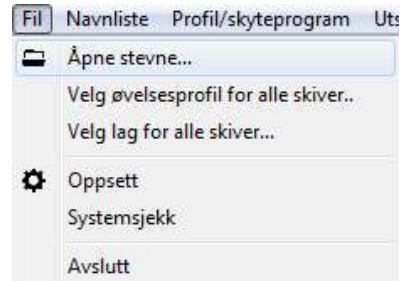 Fil Navnliste Profil/skyteprogram Uts
Åpne stevne...
Velg øvelsesprofil for alle skiver..
Velg lag for alle skiver...
Oppsett
Systemsjekk
Avslutt